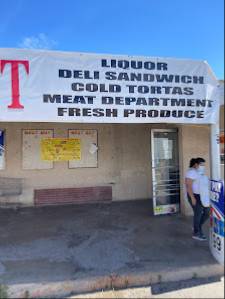 T
LIQUOR
DELI SANDWICH
COLD TORTAS
MEAT DEPARTMENT
FRESH PRODUCE